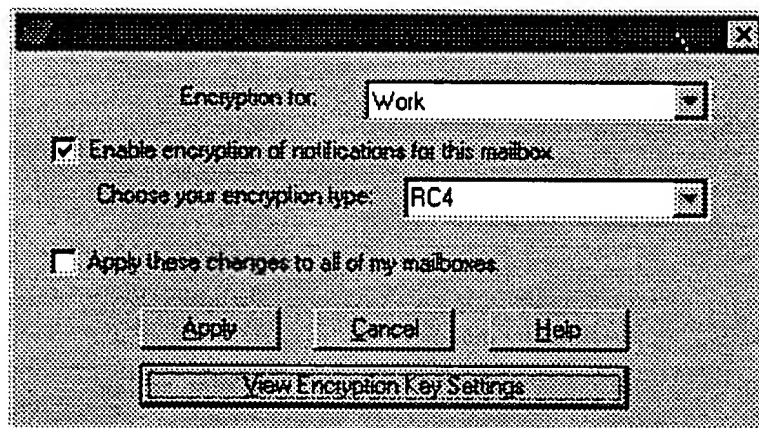 Encryption for: Work
Enable encryption of notifications for this mailbox.
Choose your encryption type: RC4
Apply these changes to all of my mailboxes.
Apply Cancel Help
View Encryption Key Settings